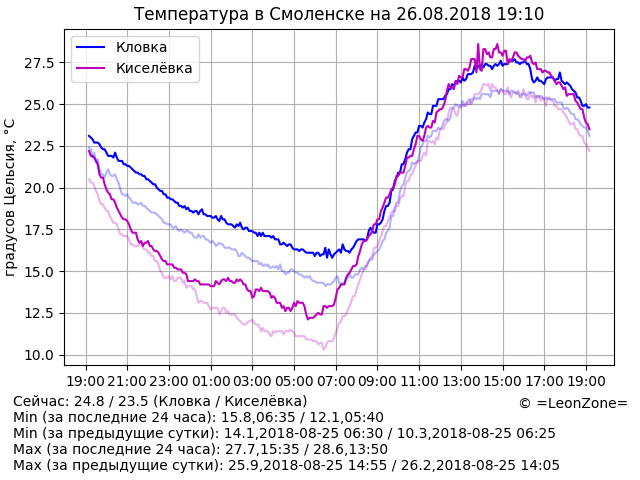 Температура в Смоленске на 26.08.2018 19:10
Кловка
Киселёвка
градусов Цельсия, °C
27.5
25.0
22.5
20.0
17.5
15.0
12.5
10.0
19:00 21:00 23:00 01:00 03:00 05:00 07:00 09:00 11:00 13:00 15:00 17:00 19:00
Сейчас: 24.8 / 23.5 (Кловка / Киселёвка)
© =LeonZone=
Min (за последние 24 часа): 15.8,06:35 / 12.1,05:40
Min (за предыдущие сутки): 14.1,2018-08-25 06:30 / 10.3,2018-08-25 06:25
Max (за последние 24 часа): 27.7,15:35 / 28.6,13:50
Max (за предыдущие сутки): 25.9,2018-08-25 14:55 / 26.2,2018-08-25 14:05